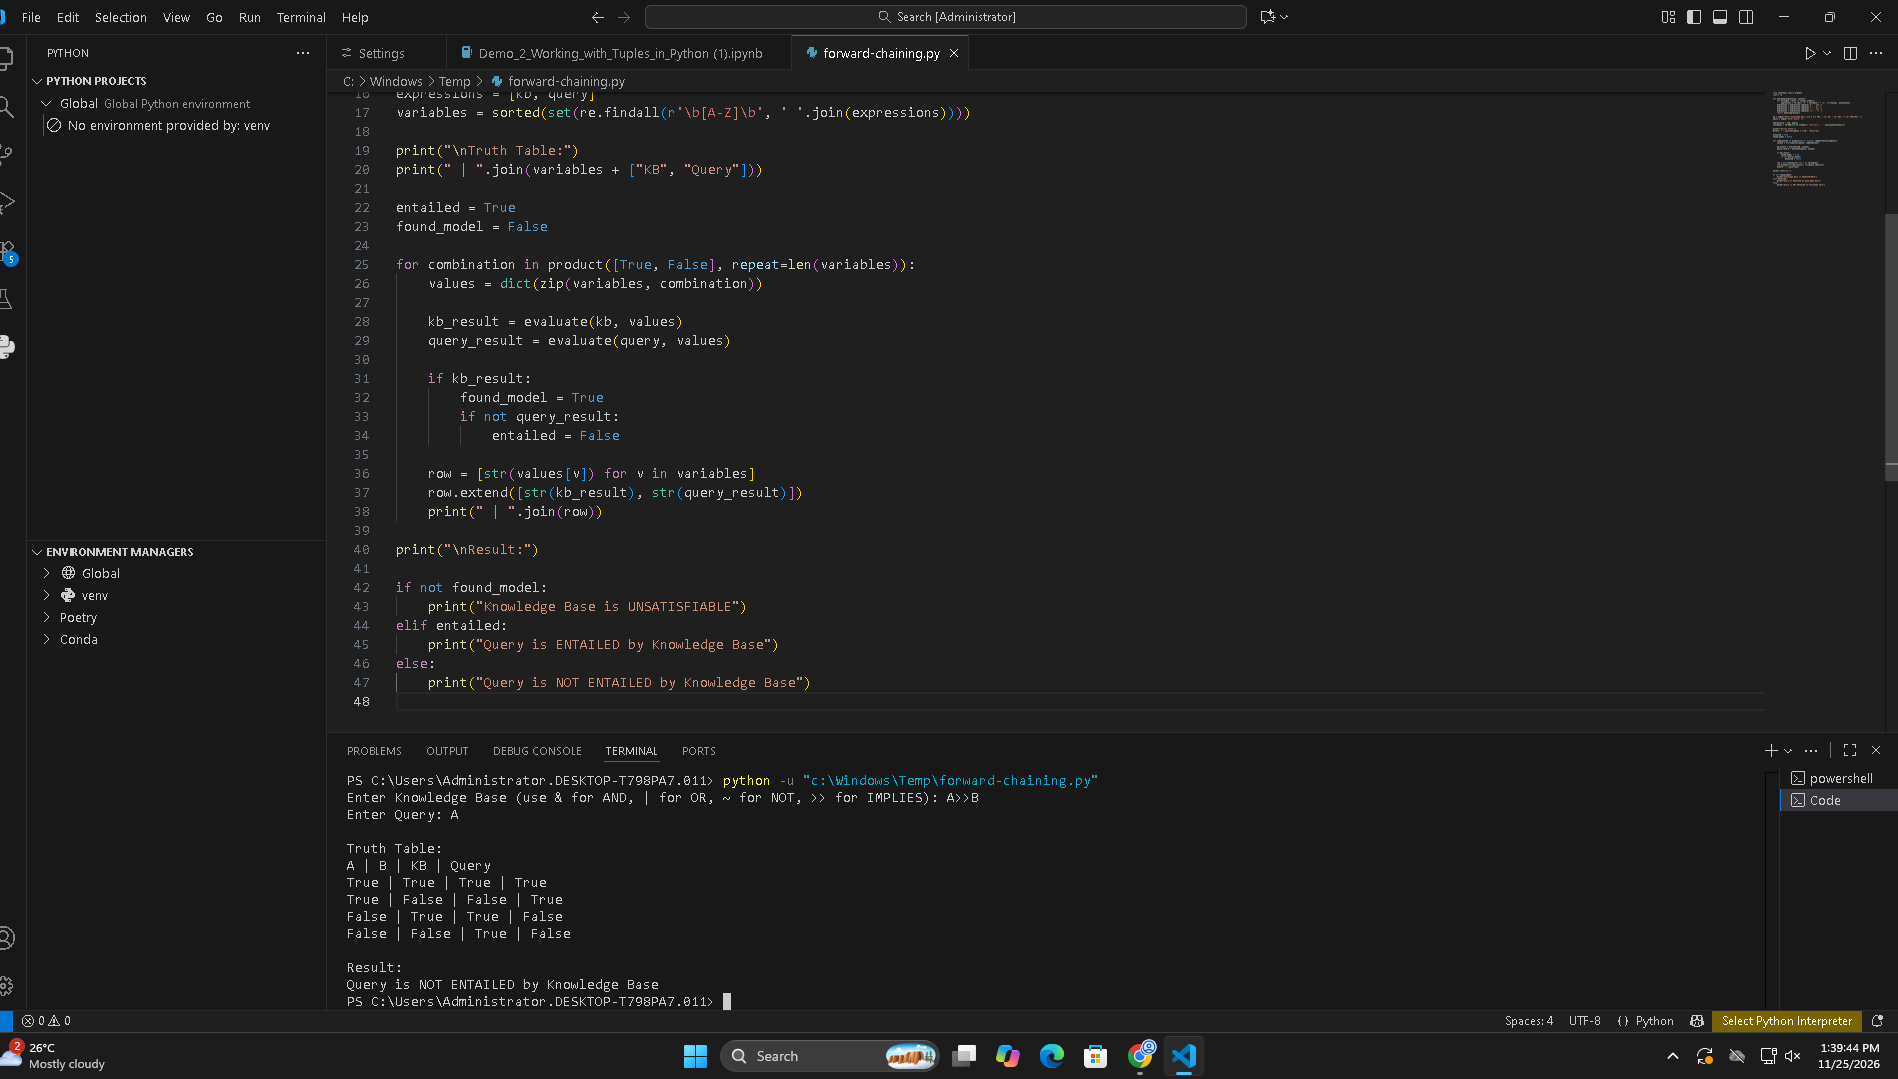 File Edit Selection View Go Run Terminal Help
Search [Administrator]
PYTHON
Settings
Demo_2_Working_with_Tuples_in_Python (1).ipynb
forward-chaining.py
PYTHON PROJECTS
Global Global Python environment
No environment provided by: venv
5
ENVIRONMENT MANAGERS
Global
venv
Poetry
Conda
C: > Windows > Temp > forward-chaining.py
16 expressions = [kb, query]
17 variables = sorted(set(re.findall(r'\b[A-Z]\b', ' '.join(expressions))))
18
19 print("\nTruth Table:")
20 print(" | ".join(variables + ["KB", "Query"]))
21
22 entailed = True
23 found_model = False
24
25 for combination in product([True, False], repeat=len(variables)):
26     values = dict(zip(variables, combination))
27
28     kb_result = evaluate(kb, values)
29     query_result = evaluate(query, values)
30
31     if kb_result:
32         found_model = True
33         if not query_result:
34             entailed = False
35
36     row = [str(values[v]) for v in variables]
37     row.extend([str(kb_result), str(query_result)])
38     print(" | ".join(row))
39
40 print("\nResult:")
41
42 if not found_model:
43     print("Knowledge Base is UNSATISFIABLE")
44 elif entailed:
45     print("Query is ENTAILED by Knowledge Base")
46 else:
47     print("Query is NOT ENTAILED by Knowledge Base")
48
PROBLEMS OUTPUT DEBUG CONSOLE TERMINAL PORTS
PS C:\Users\Administrator.DESKTOP-T798PA7.011> python -u "c:\Windows\Temp\forward-chaining.py"
Enter Knowledge Base (use & for AND, | for OR, ~ for NOT, >> for IMPLIES): A>>B
Enter Query: A
Truth Table:
A | B | KB | Query
True | True | True | True
True | False | False | True
False | True | True | False
False | False | True | False
Result:
Query is NOT ENTAILED by Knowledge Base
PS C:\Users\Administrator.DESKTOP-T798PA7.011>
powershell
Code
0 0
Spaces: 4 UTF-8 {} Python Select Python Interpreter
2
26°C
Mostly cloudy
Search
1:39:44 PM
11/25/2026